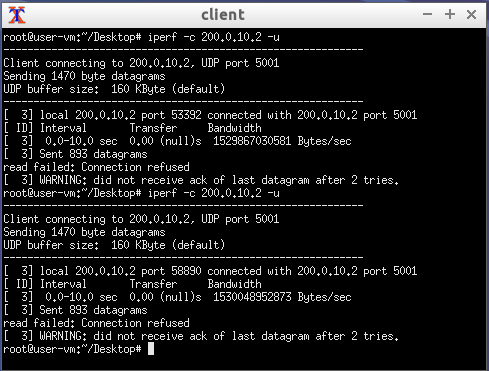 client
root@user-vm:~/Desktop# iperf -c 200.0.10.2 -u
------------------------------------------------------------
Client connecting to 200.0.10.2, UDP port 5001
Sending 1470 byte datagrams
UDP buffer size:  160 KByte (default)
------------------------------------------------------------
[  3] local 200.0.10.2 port 53392 connected with 200.0.10.2 port 5001
[ ID] Interval       Transfer     Bandwidth
[  3]  0.0-10.0 sec  0.00 (null)s  1529867030581 Bytes/sec
[  3] Sent 893 datagrams
read failed: Connection refused
[  3] WARNING: did not receive ack of last datagram after 2 tries.
root@user-vm:~/Desktop# iperf -c 200.0.10.2 -u
------------------------------------------------------------
Client connecting to 200.0.10.2, UDP port 5001
Sending 1470 byte datagrams
UDP buffer size:  160 KByte (default)
------------------------------------------------------------
[  3] local 200.0.10.2 port 58890 connected with 200.0.10.2 port 5001
[ ID] Interval       Transfer     Bandwidth
[  3]  0.0-10.0 sec  0.00 (null)s  1530048952873 Bytes/sec
[  3] Sent 893 datagrams
read failed: Connection refused
[  3] WARNING: did not receive ack of last datagram after 2 tries.
root@user-vm:~/Desktop#